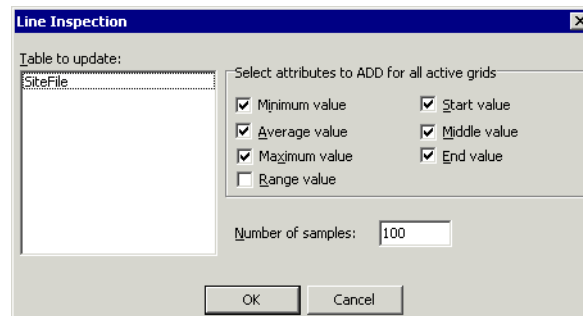 Line Inspection
Table to update:
SiteFile
Select attributes to ADD for all active grids
Minimum value
Start value
Average value
Middle value
Maximum value
End value
Range value
Number of samples: 100
OK
Cancel